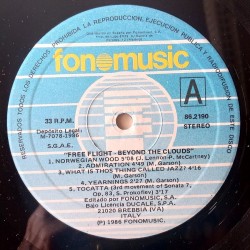 PROHIBIDA LA REPRODUCCION, EJECUCION PUBLICA Y RADIODIFUSION DE ESTE DISCO
RESERVADOS TODOS LOS DERECHOS
fonomusic
33 R.P.M.
A
Depósito Legal:
M-7078-1986
86.2190
STEREO
S.G.A.E.
"FREE FLIGHT - BEYOND THE CLOUDS"
1. NORWEGIAN WOOD 5'06 (J. Lennon-P. McCartney)
2. ADMIRATION 4'49 (M. Garson)
3. WHAT IS THIS THING CALLED JAZZ? 4'16
(M. Garson)
4. YEARNINGS 2'27 (M. Garson)
5. TOCATTA (3rd movement of Sonata 7,
Op. 83, S. Prokofiev) 3'17
Editado por FONOMUSIC, S.A.
Bajo Licencia DUCALE, S.P.A.
21020 BREBBIA (VA)
ITALY
(P) 1986 FONOMUSIC.